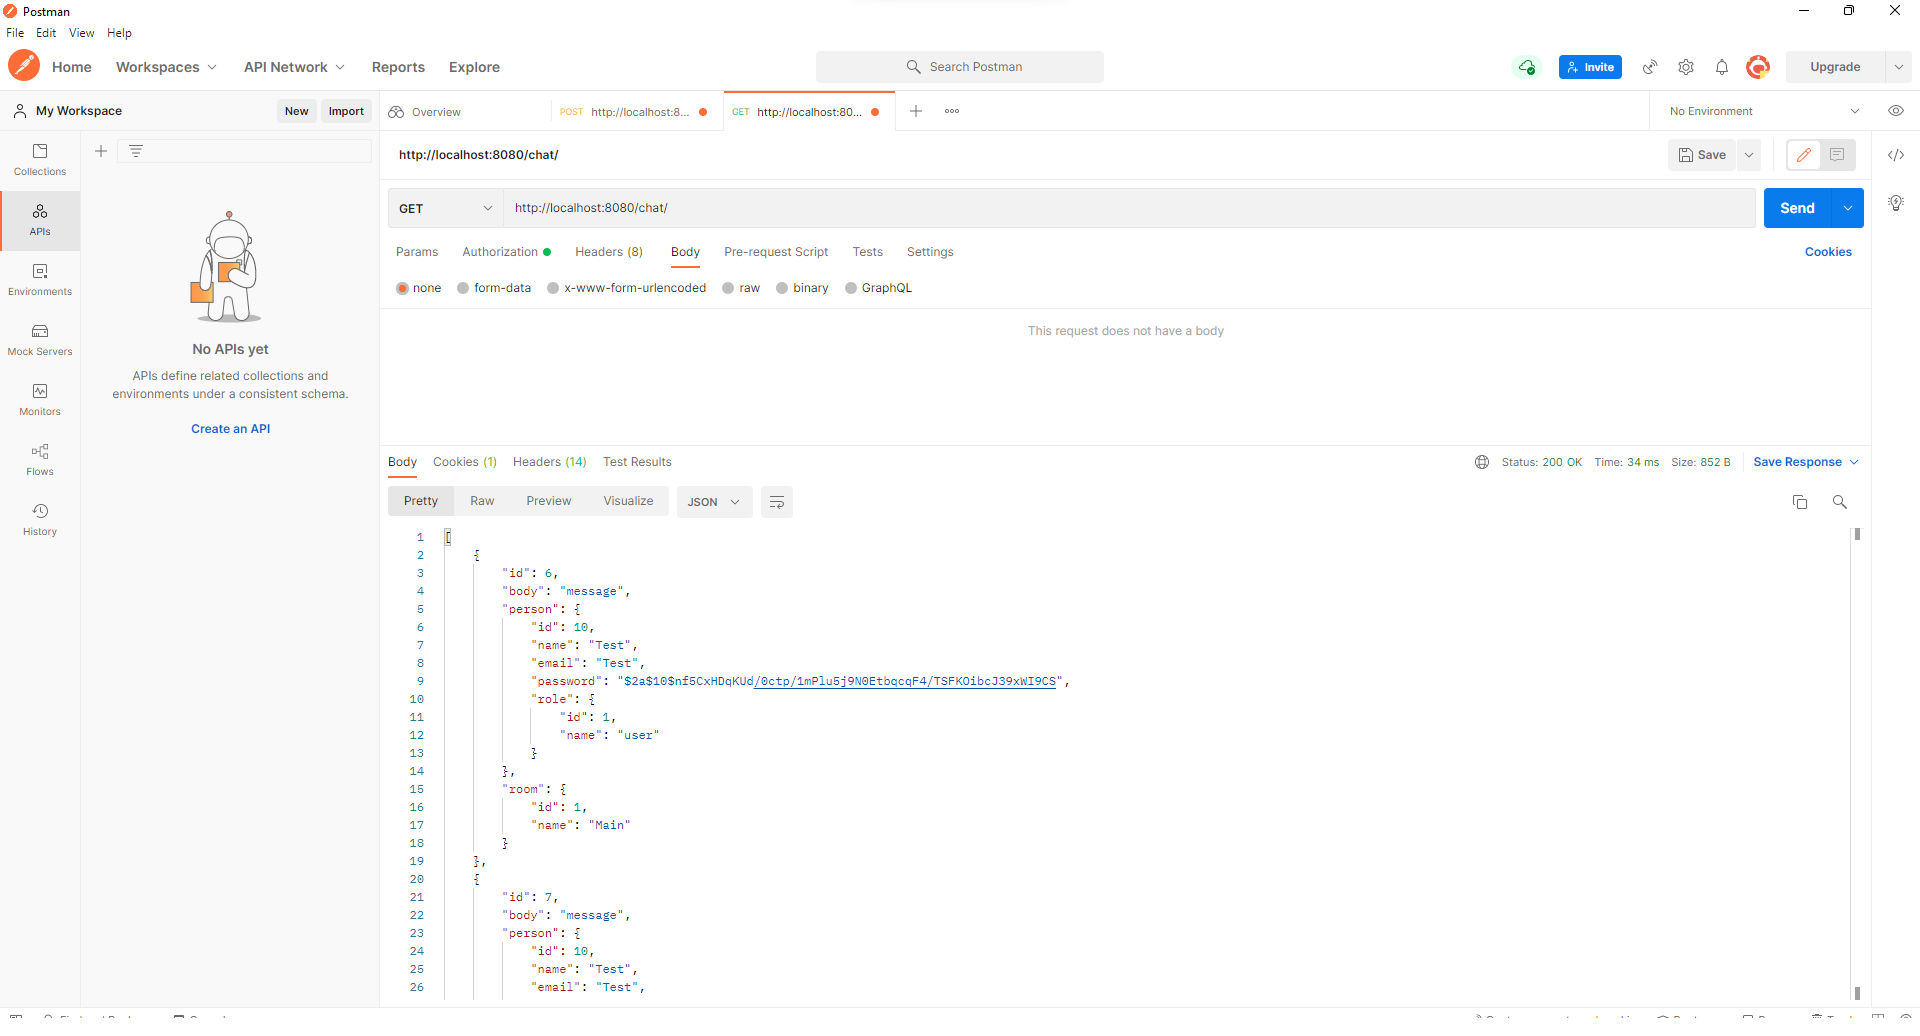 Postman
File Edit View Help
Home Workspaces API Network Reports Explore
Search Postman
Invite
Upgrade
My Workspace
New Import
Overview
POST http://localhost:8...
GET http://localhost:80...
No Environment
Collections
APIs
Environments
Mock Servers
Monitors
Flows
History
No APIs yet
APIs define related collections and
environments under a consistent schema.
Create an API
http://localhost:8080/chat/
Save
GET http://localhost:8080/chat/
Send
Params Authorization Headers (8) Body Pre-request Script Tests Settings
Cookies
none form-data x-www-form-urlencoded raw binary GraphQL
This request does not have a body
Body Cookies (1) Headers (14) Test Results
Status: 200 OK Time: 34 ms Size: 852 B Save Response
Pretty Raw Preview Visualize JSON
1 [
2 {
3 "id": 6,
4 "body": "message",
5 "person": {
6 "id": 10,
7 "name": "Test",
8 "email": "Test",
9 "password": "$2a$10$nf5CxHDqKUd/0ctp/1mPlu5j9N0EtbqcqF4/TSFKOibcJ39xWI9CS",
10 "role": {
11 "id": 1,
12 "name": "user"
13 }
14 },
15 "room": {
16 "id": 1,
17 "name": "Main"
18 }
19 },
20 {
21 "id": 7,
22 "body": "message",
23 "person": {
24 "id": 10,
25 "name": "Test",
26 "email": "Test",